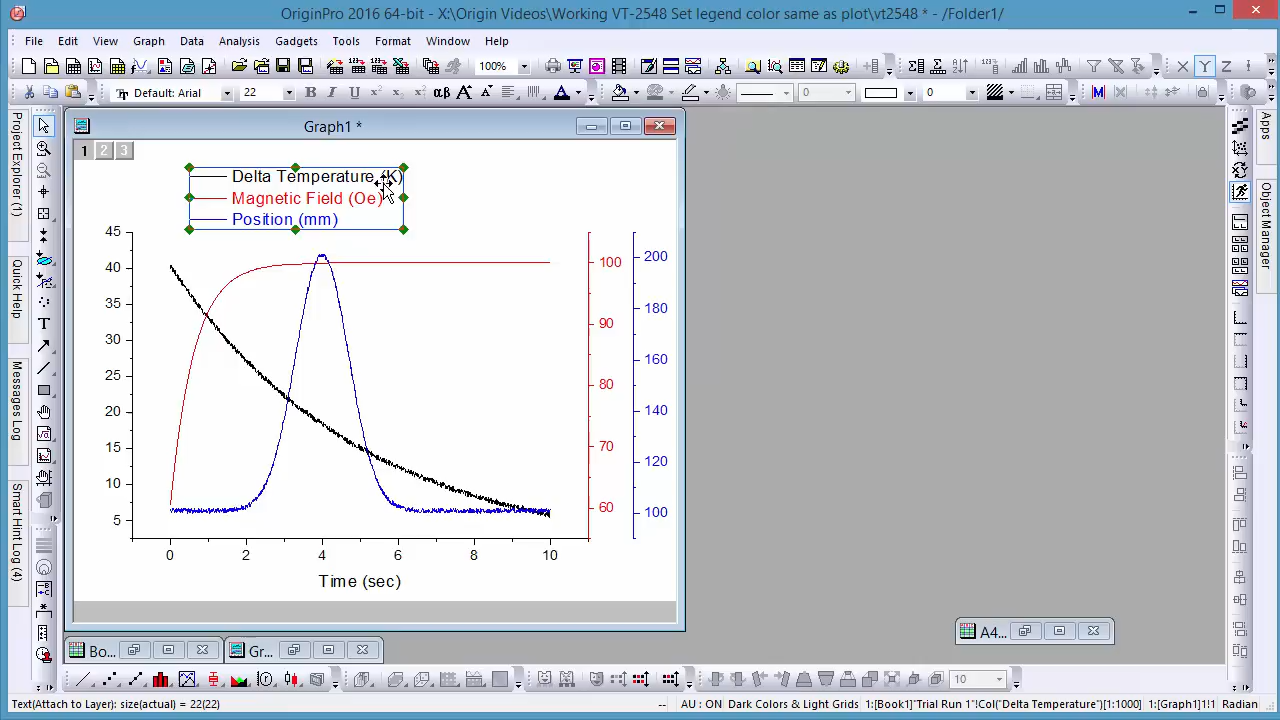 OriginPro 2016 64-bit - X:\Origin Videos\Working VT-2548 Set legend color same as plot\vt2548 * - /Folder1/
File Edit View Graph Data Analysis Gadgets Tools Format Window Help
100%
Default: Arial 22 B I U αβ A A A 0 0
Project Explorer (1)
Quick Help
Messages Log
Smart Hint Log (4)
Apps
Object Manager
Graph1 *
1 2 3
Delta Temperature (K)
Magnetic Field (Oe)
Position (mm)
45
40
35
30
25
20
15
10
5
100
90
80
70
60
200
180
160
140
120
100
0 2 4 6 8 10
Time (sec)
A4...
Bo...
Gr...
10
Text(Attach to Layer): size(actual) = 22(22)
-- AU : ON Dark Colors & Light Grids 1:[Book1]"Trial Run 1"!Col("Delta Temperature")[1:1000] 1:[Graph1]1!1 Radian